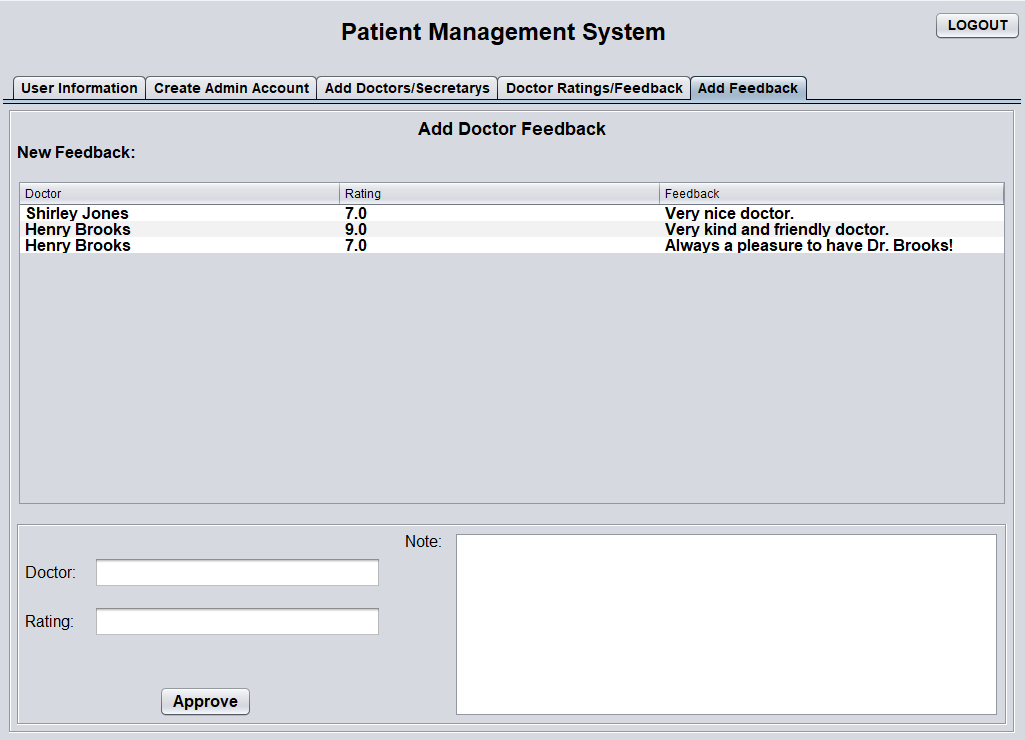 Patient Management System
LOGOUT
User Information Create Admin Account Add Doctors/Secretarys Doctor Ratings/Feedback Add Feedback
Add Doctor Feedback
New Feedback:
Doctor Rating Feedback
Shirley Jones 7.0 Very nice doctor.
Henry Brooks 9.0 Very kind and friendly doctor.
Henry Brooks 7.0 Always a pleasure to have Dr. Brooks!
Note:
Doctor:
Rating:
Approve